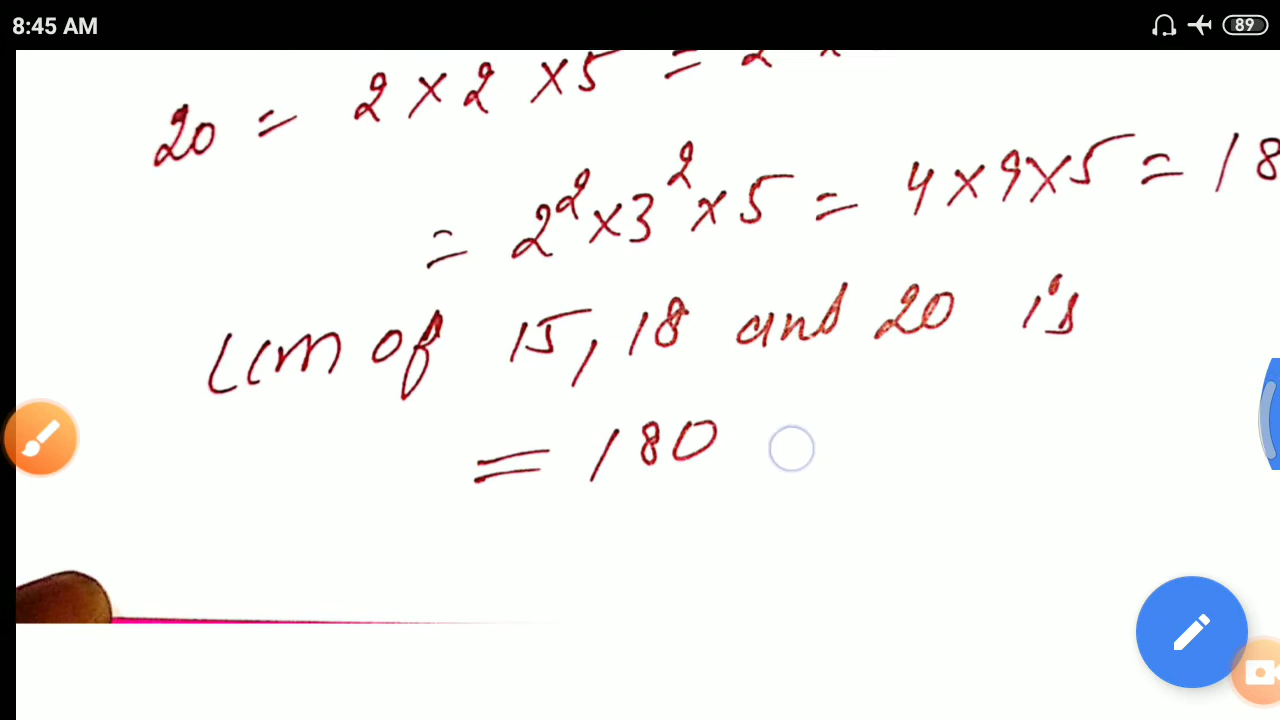 8:45 AM
89
20 = 2 × 2 × 5 = 2
= 2² × 3² × 5 = 4 × 9 × 5 = 18
LCM of 15, 18 and 20 is
= 180